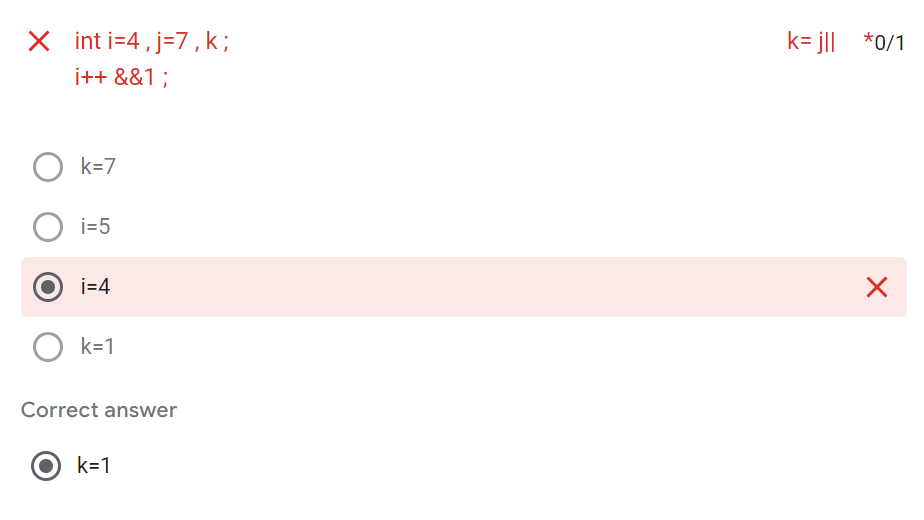 int i=4 , j=7 , k ; k= j|| *0/1
i++ &&1 ;
k=7
i=5
i=4
k=1
Correct answer
k=1